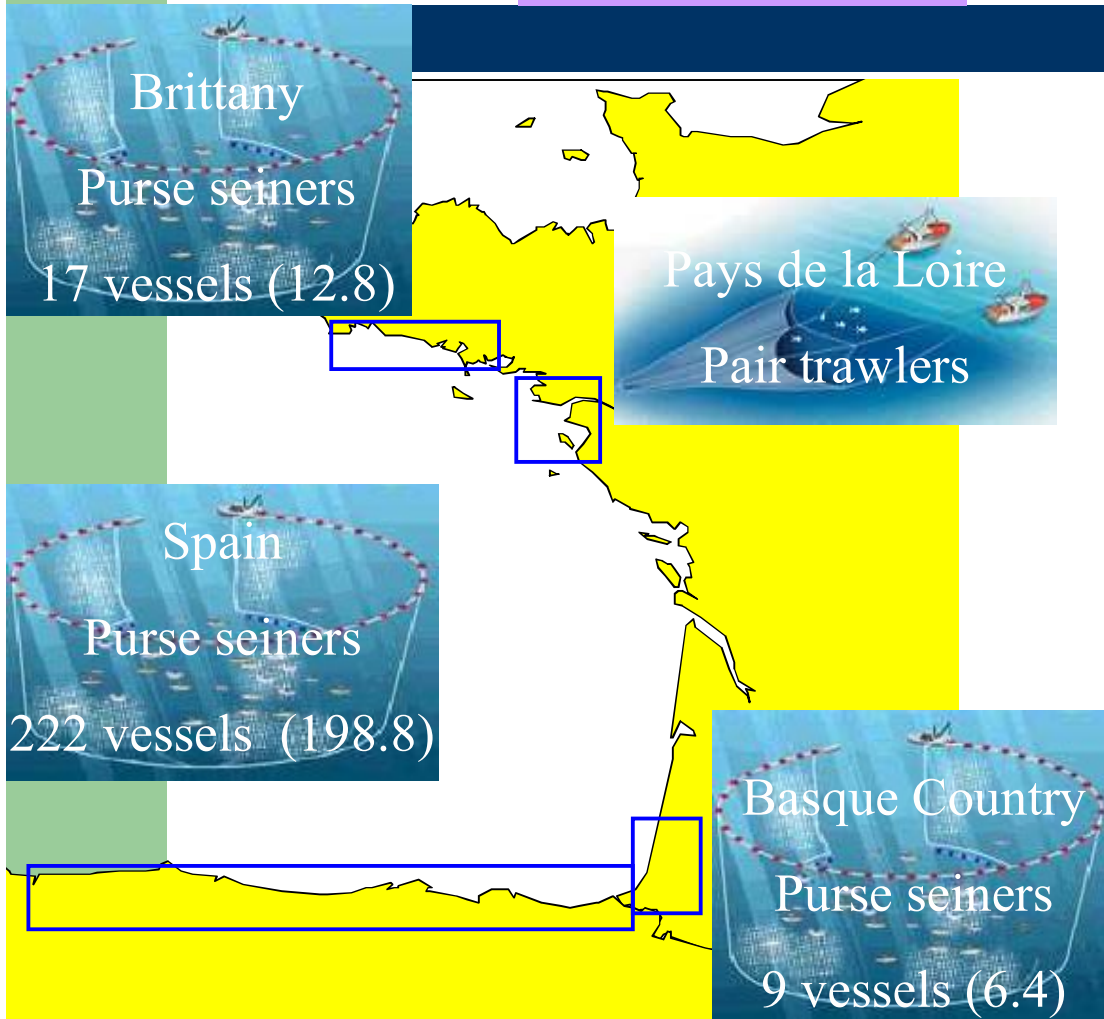 Brittany
Purse seiners
17 vessels (12.8)
Pays de la Loire
Pair trawlers
Spain
Purse seiners
222 vessels (198.8)
Basque Country
Purse seiners
9 vessels (6.4)